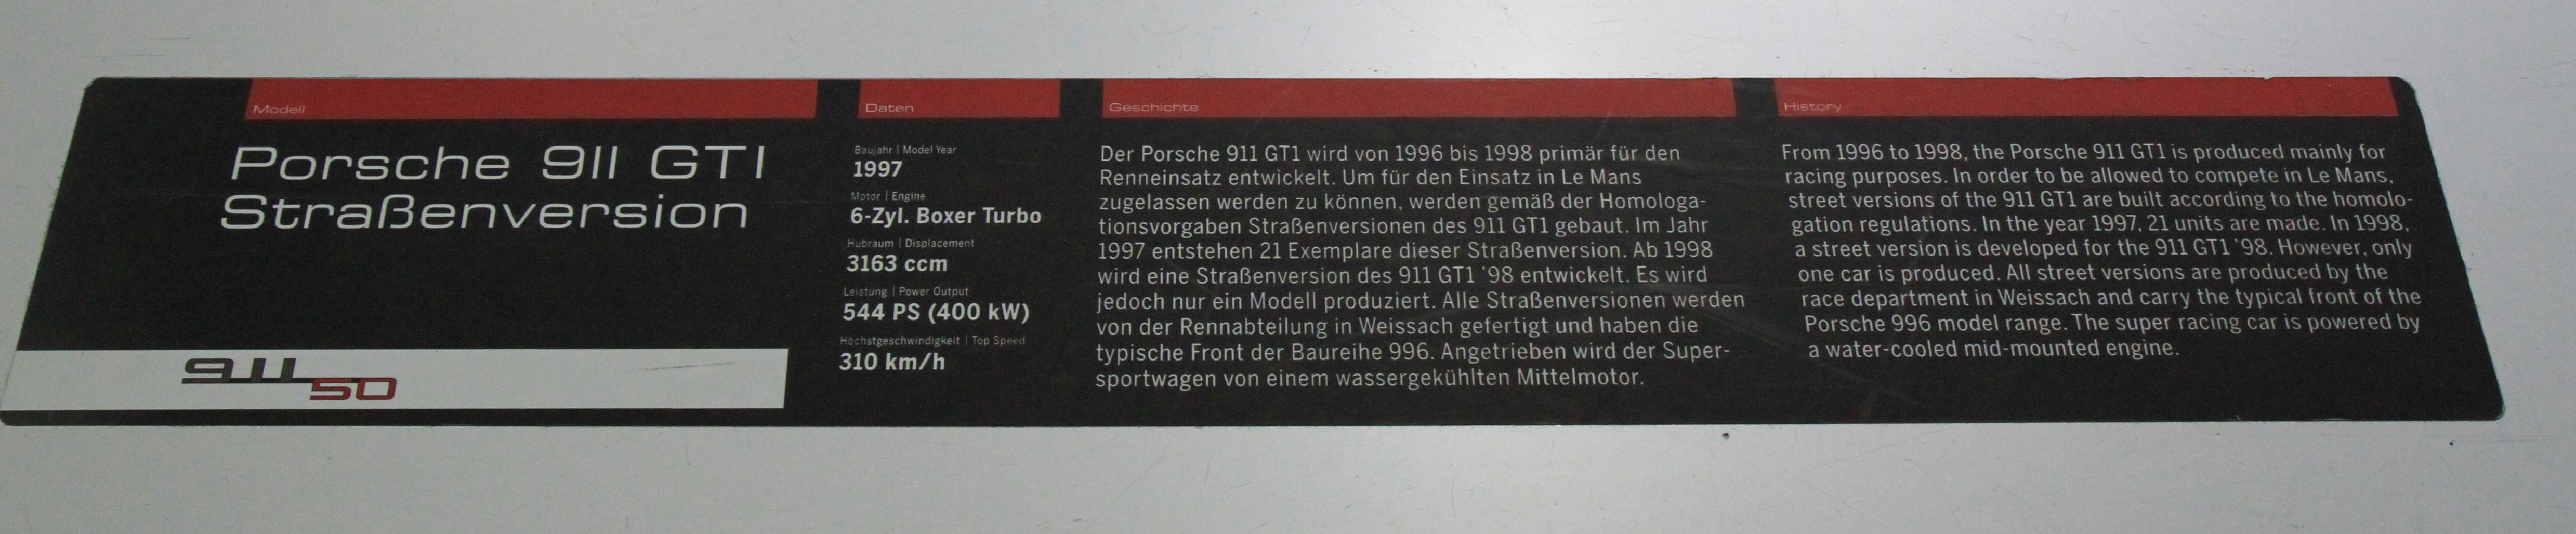 Modell
Porsche 911 GT1
Straßenversion
911
50
Daten
Baujahr | Model Year
1997
Motor | Engine
6-Zyl. Boxer Turbo
Hubraum | Displacement
3163 ccm
Leistung | Power Output
544 PS (400 kW)
Höchstgeschwindigkeit | Top Speed
310 km/h
Geschichte
Der Porsche 911 GT1 wird von 1996 bis 1998 primär für den
Renneinsatz entwickelt. Um für den Einsatz in Le Mans
zugelassen werden zu können, werden gemäß der Homologa-
tionsvorgaben Straßenversionen des 911 GT1 gebaut. Im Jahr
1997 entstehen 21 Exemplare dieser Straßenversion. Ab 1998
wird eine Straßenversion des 911 GT1 '98 entwickelt. Es wird
jedoch nur ein Modell produziert. Alle Straßenversionen werden
von der Rennabteilung in Weissach gefertigt und haben die
typische Front der Baureihe 996. Angetrieben wird der Super-
sportwagen von einem wassergekühlten Mittelmotor.
History
From 1996 to 1998, the Porsche 911 GT1 is produced mainly for
racing purposes. In order to be allowed to compete in Le Mans,
street versions of the 911 GT1 are built according to the homolo-
gation regulations. In the year 1997, 21 units are made. In 1998,
a street version is developed for the 911 GT1 '98. However, only
one car is produced. All street versions are produced by the
race department in Weissach and carry the typical front of the
Porsche 996 model range. The super racing car is powered by
a water-cooled mid-mounted engine.